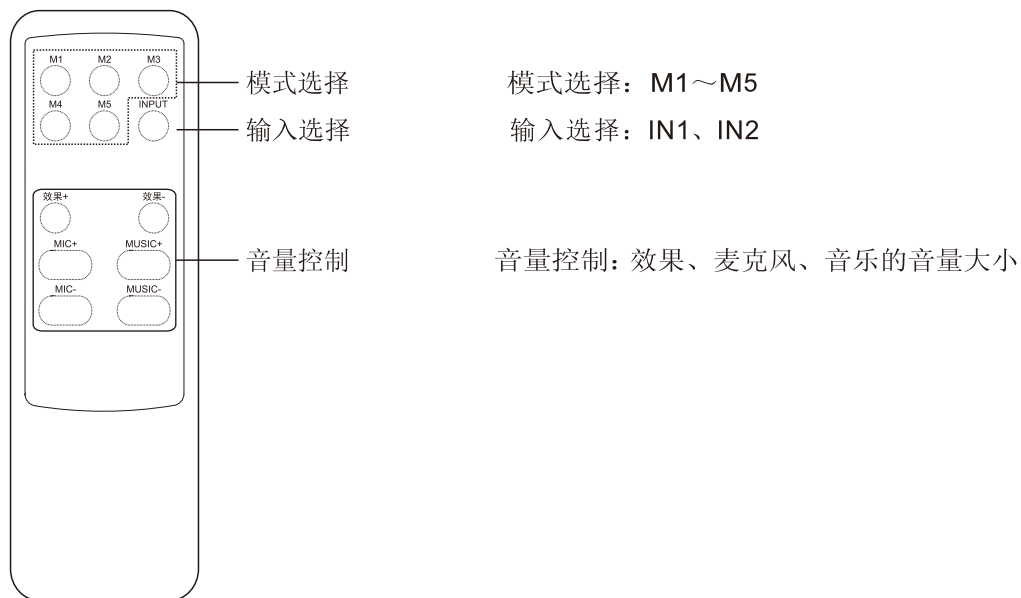 M1 M2 M3
模式选择 模式选择：M1～M5
M4 M5 INPUT
输入选择 输入选择：IN1、IN2
效果+ 效果-
MIC+ MUSIC+
音量控制 音量控制：效果、麦克风、音乐的音量大小
MIC- MUSIC-